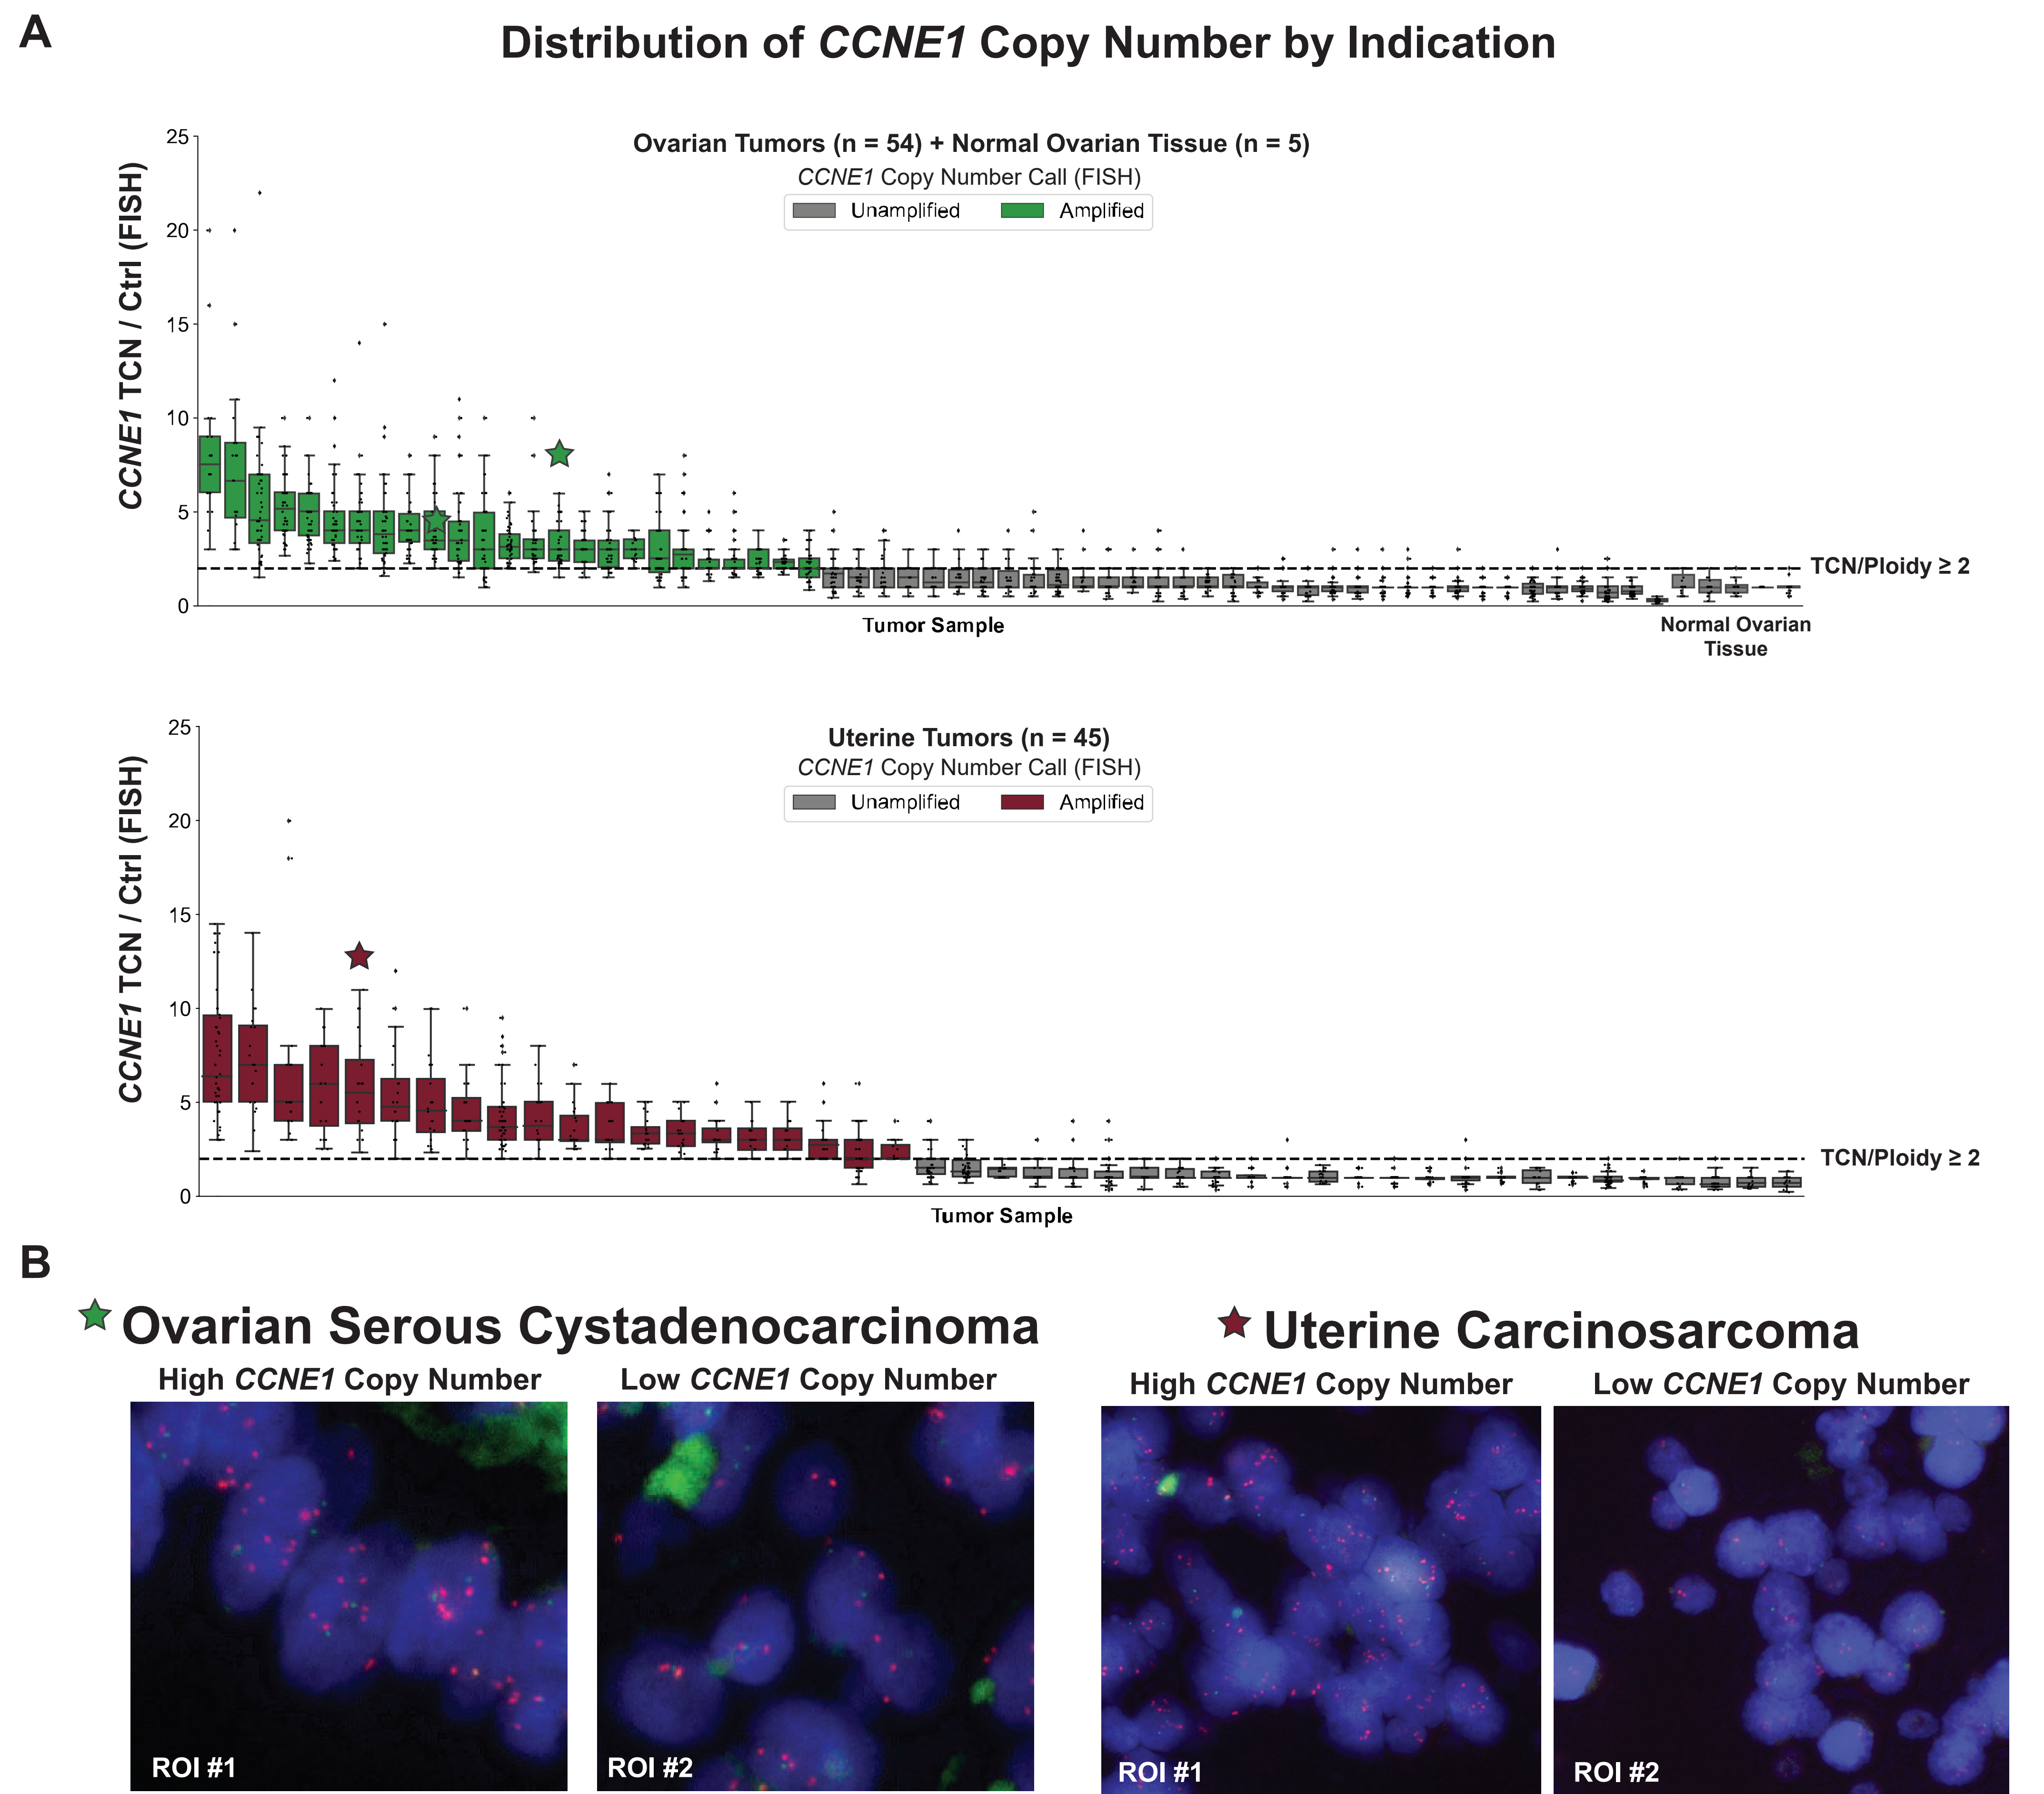 A
Distribution of CCNE1 Copy Number by Indication
Ovarian Tumors (n = 54) + Normal Ovarian Tissue (n = 5)
CCNE1 Copy Number Call (FISH)
Unamplified Amplified
CCNE1 TCN / Ctrl (FISH)
25
20
15
10
5
0
TCN/Ploidy ≥ 2
Tumor Sample
Normal Ovarian
Tissue
Uterine Tumors (n = 45)
CCNE1 Copy Number Call (FISH)
Unamplified Amplified
CCNE1 TCN / Ctrl (FISH)
25
20
15
10
5
0
TCN/Ploidy ≥ 2
Tumor Sample
B
Ovarian Serous Cystadenocarcinoma
High CCNE1 Copy Number
Low CCNE1 Copy Number
ROI #1
ROI #2
Uterine Carcinosarcoma
High CCNE1 Copy Number
Low CCNE1 Copy Number
ROI #1
ROI #2